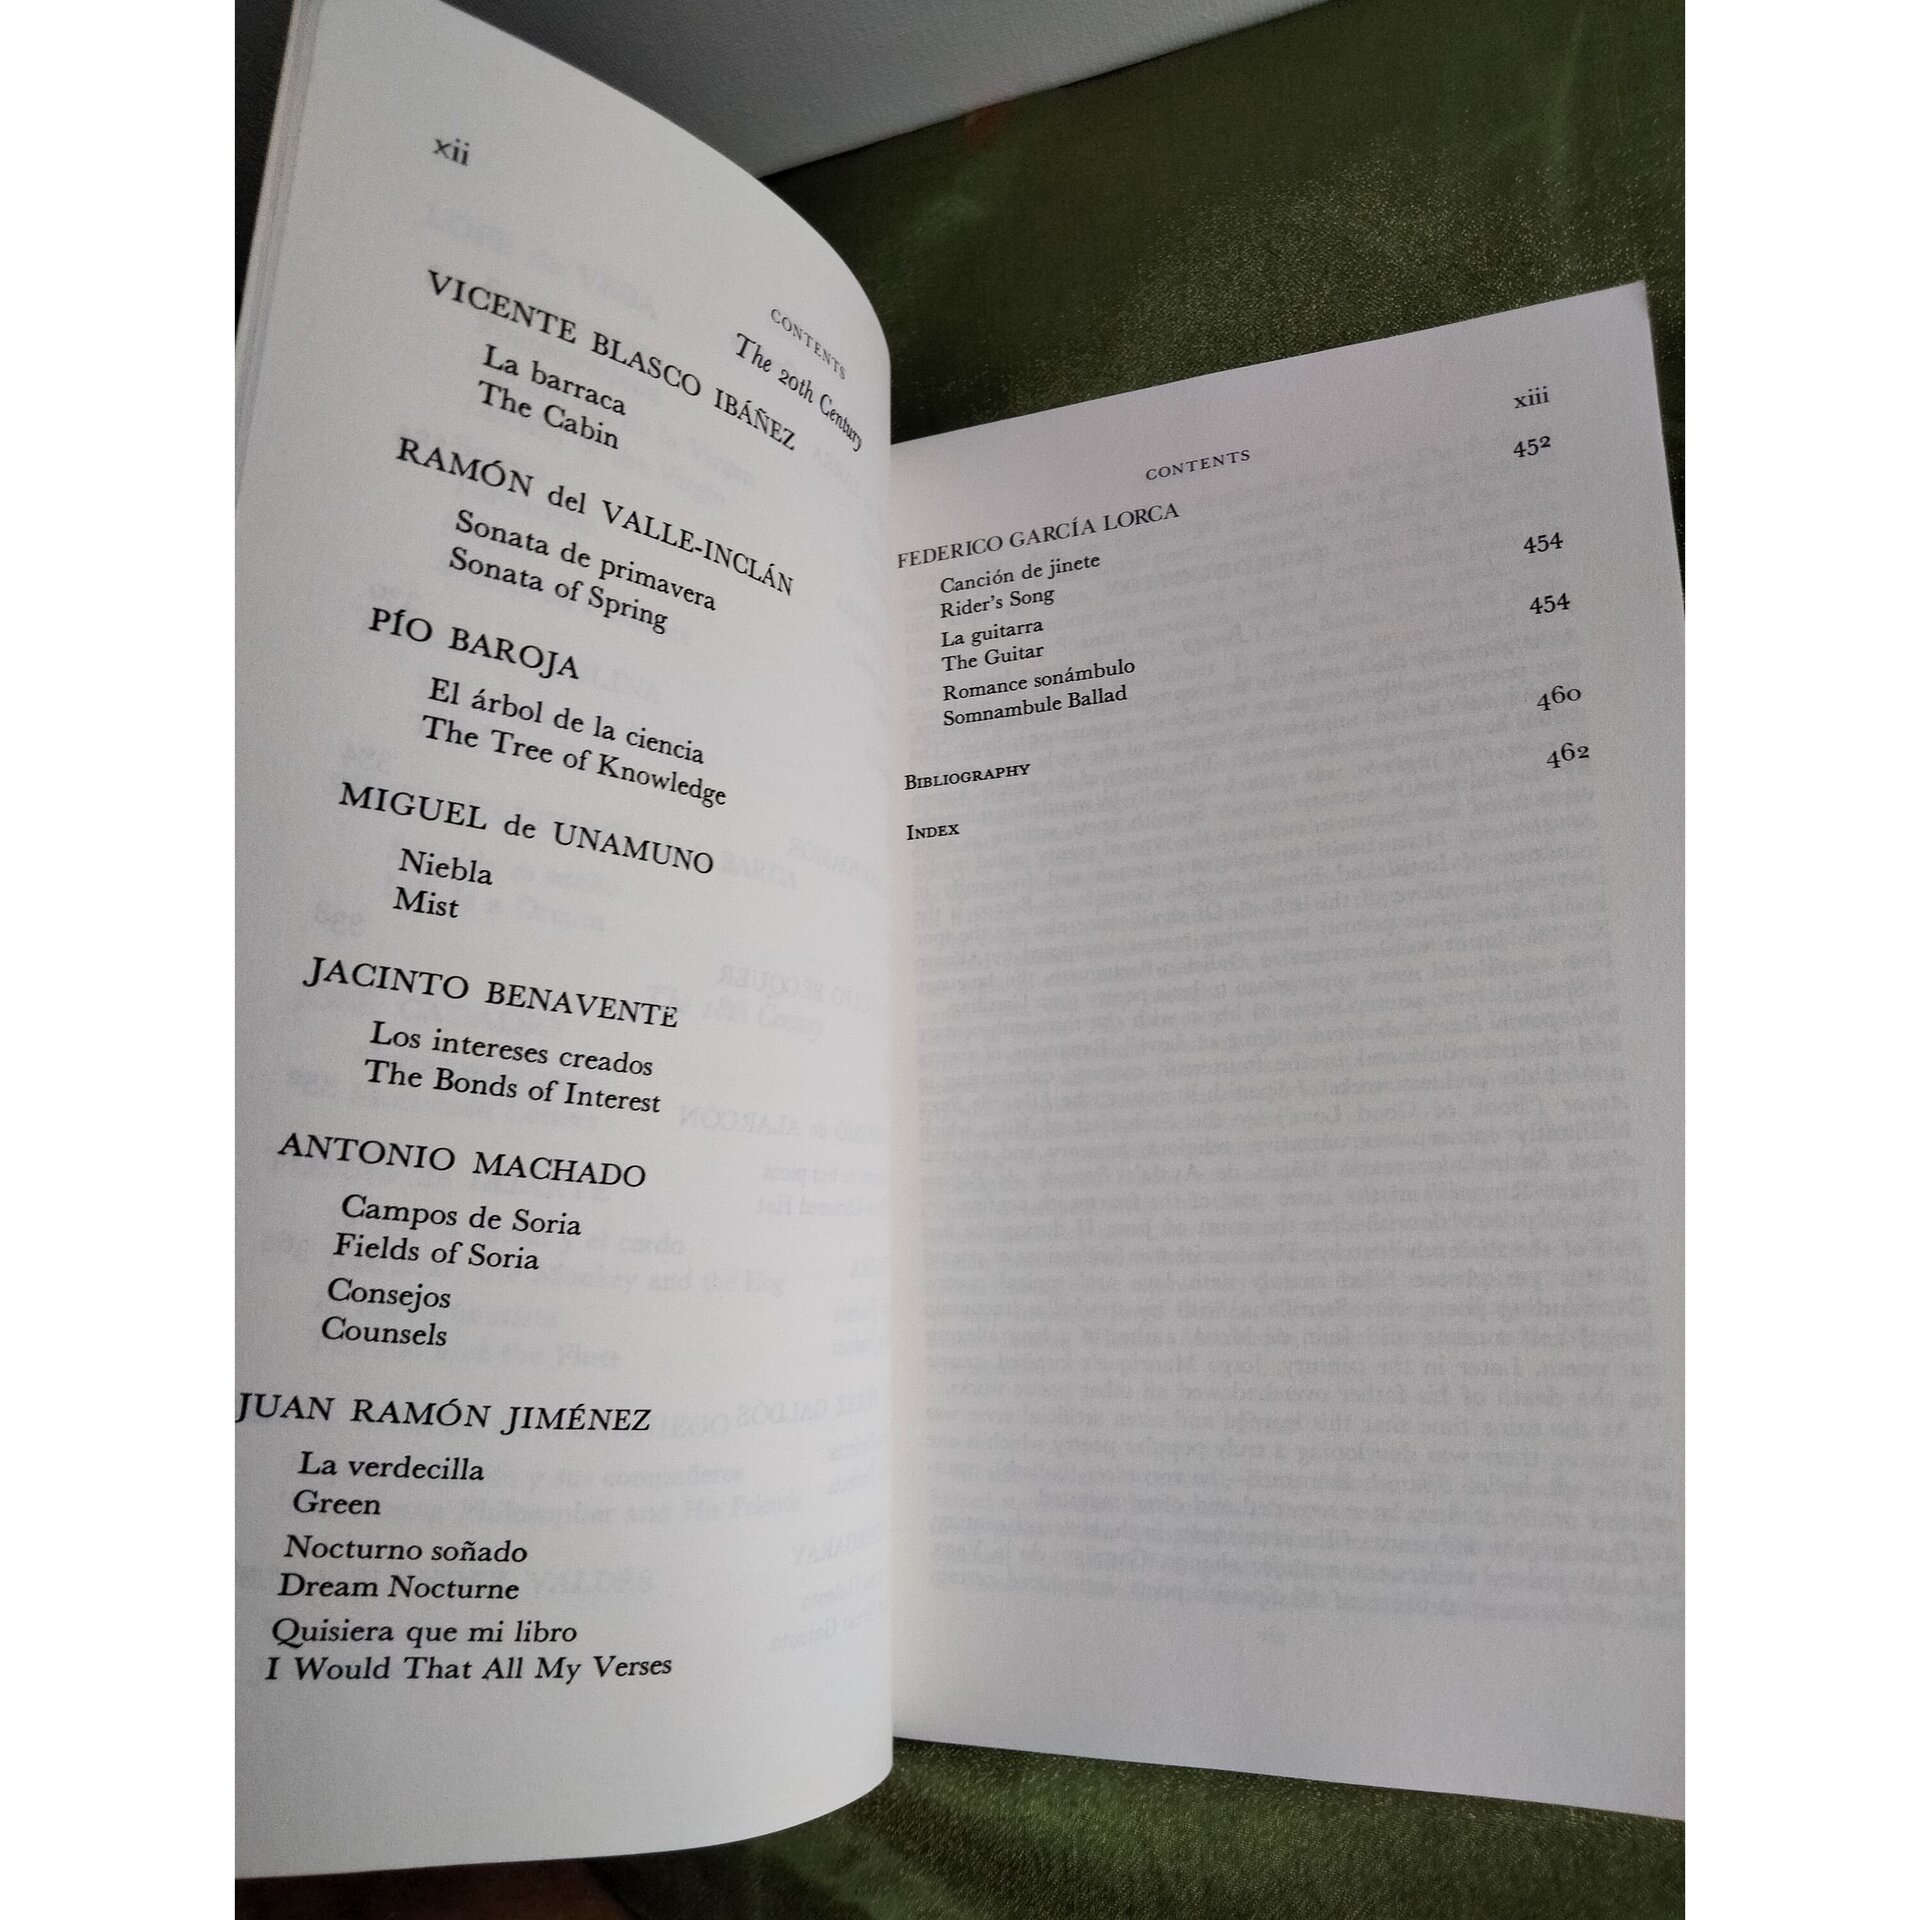 xii
CONTENTS
The 20th Century
VICENTE BLASCO IBÁÑEZ
La barraca
The Cabin
RAMÓN del VALLE-INCLÁN
Sonata de primavera
Sonata of Spring
PÍO BAROJA
El árbol de la ciencia
The Tree of Knowledge
MIGUEL de UNAMUNO
Niebla
Mist
JACINTO BENAVENTE
Los intereses creados
The Bonds of Interest
ANTONIO MACHADO
Campos de Soria
Fields of Soria
Consejos
Counsels
JUAN RAMÓN JIMÉNEZ
La verdecilla
Green
Nocturno soñado
Dream Nocturne
Quisiera que mi libro
I Would That All My Verses
CONTENTS xiii
FEDERICO GARCÍA LORCA
Canción de jinete 452
Rider's Song
La guitarra 454
The Guitar
Romance sonámbulo 454
Somnambule Ballad
BIBLIOGRAPHY 460
INDEX 462